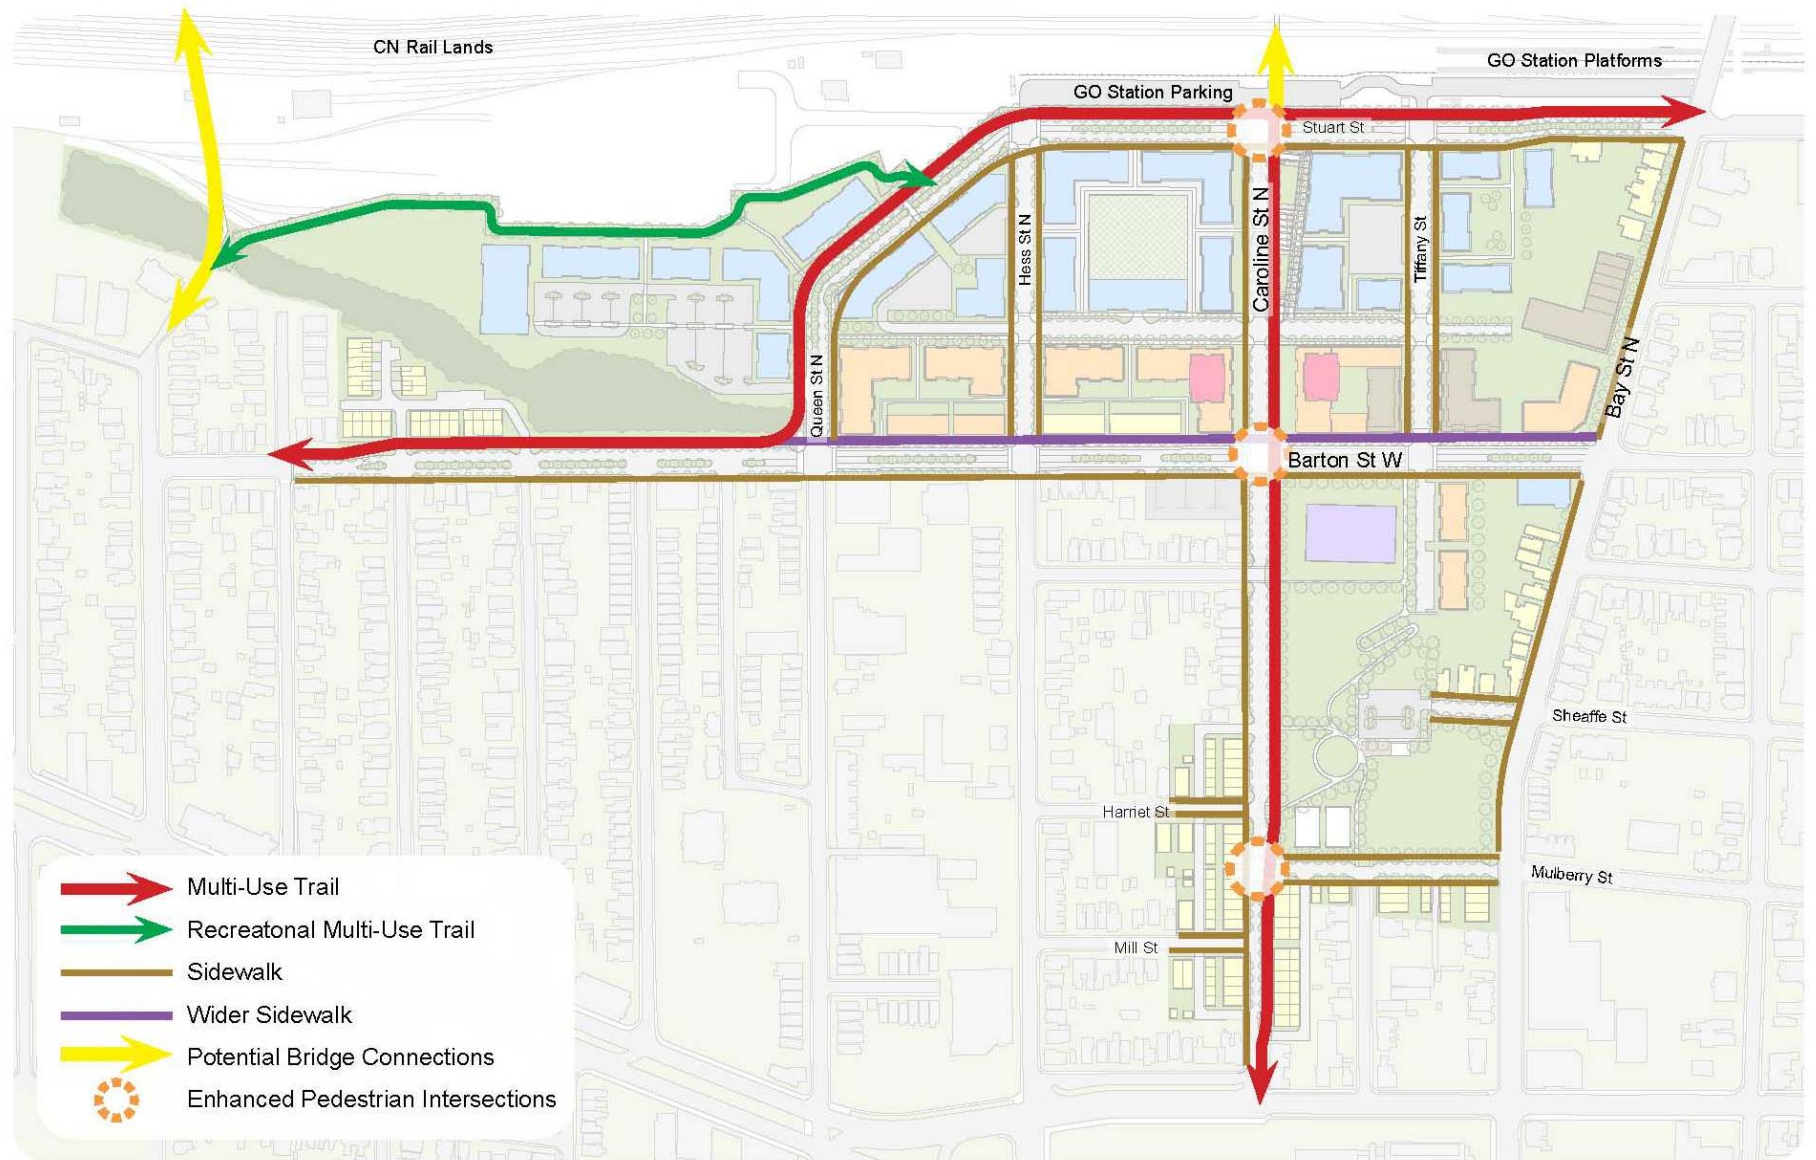 CN Rail Lands
GO Station Platforms
GO Station Parking
Stuart St
Hess St N
Caroline St N
Tiffany St
Queen St N
Bay St N
Barton St W
Sheaffe St
Harriet St
Mulberry St
Mill St
Multi-Use Trail
Recreatonal Multi-Use Trail
Sidewalk
Wider Sidewalk
Potential Bridge Connections
Enhanced Pedestrian Intersections